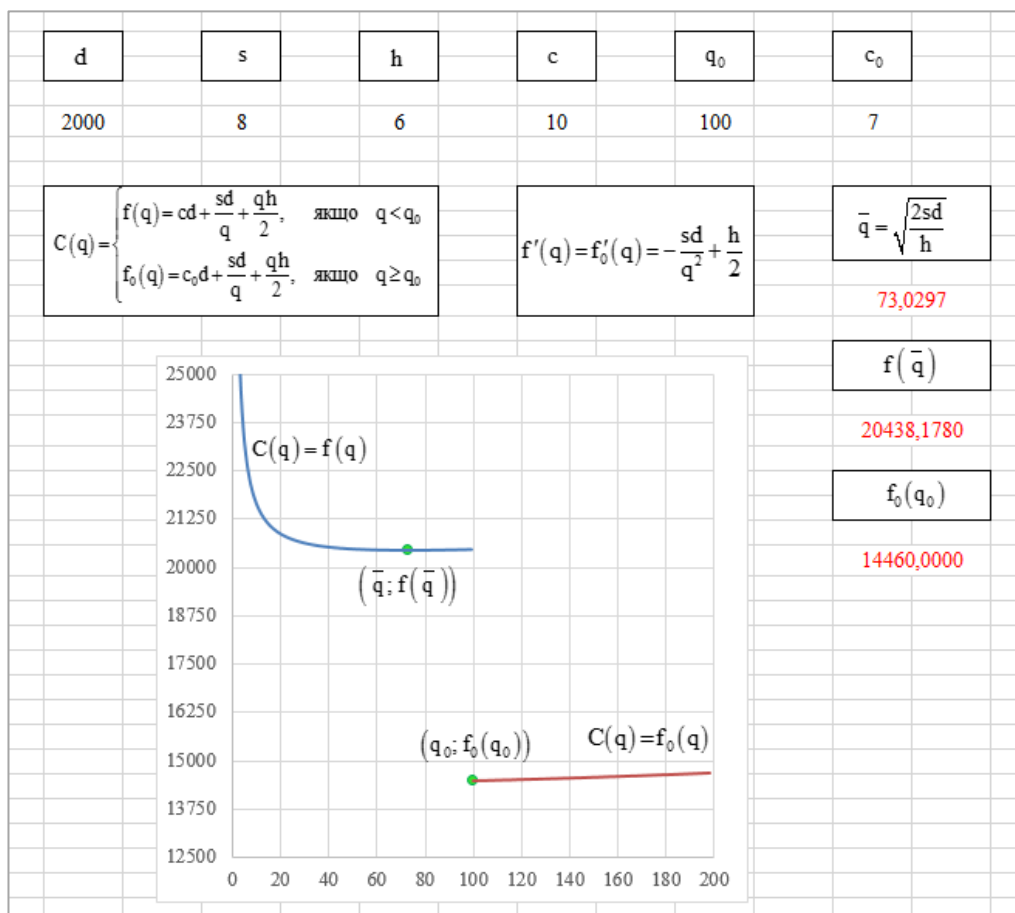 d s h c q₀ c₀
2000 8 6 10 100 7
C(q)={ f(q)=cd+sd/q+qh/2, якщо q<q₀
f₀(q)=c₀d+sd/q+qh/2, якщо q≥q₀
f′(q)=f₀′(q)=−sd/q²+h/2
q̅=√(2sd/h)
73,0297
f(q̅)
20438,1780
f₀(q₀)
14460,0000
25000
23750
22500
21250
20000
18750
17500
16250
15000
13750
12500
C(q)=f(q)
(q̅;f(q̅))
(q₀;f₀(q₀))
C(q)=f₀(q)
0 20 40 60 80 100 120 140 160 180 200